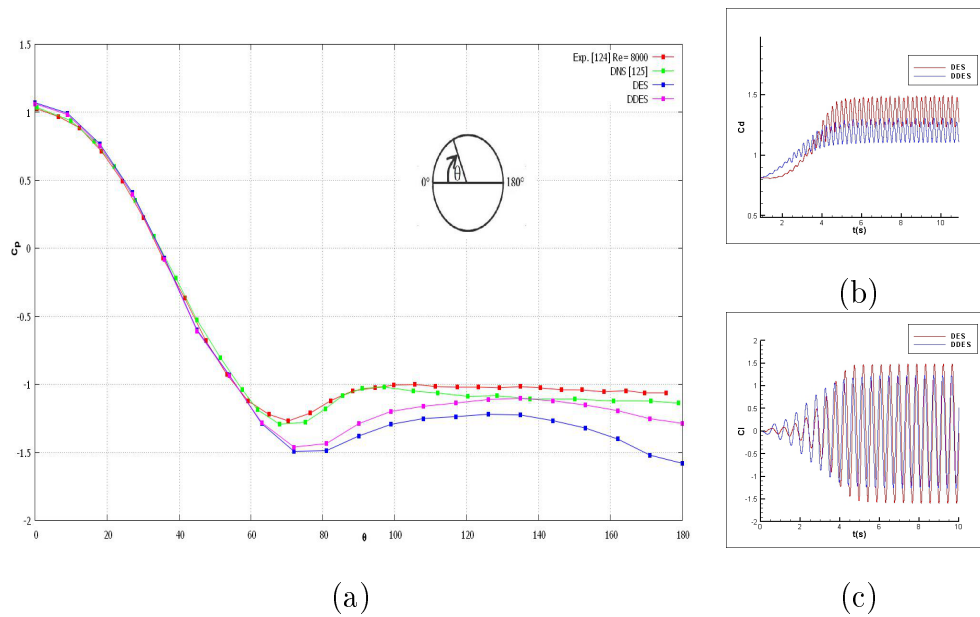 1.5
1
0.5
0
-0.5
-1
-1.5
-2
C_P
0
20
40
60
80
100
120
140
160
180
θ
Exp. [124] Re = 8000
DNS [125]
DES
DDES
0°
θ
180°
(a)
Cd
1.5
1
0.5
2
4
6
8
10
t(s)
DES
DDES
(b)
Cl
2
1.5
1
0.5
0
-0.5
-1
-1.5
-2
0
2
4
6
8
10
t(s)
DES
DDES
(c)